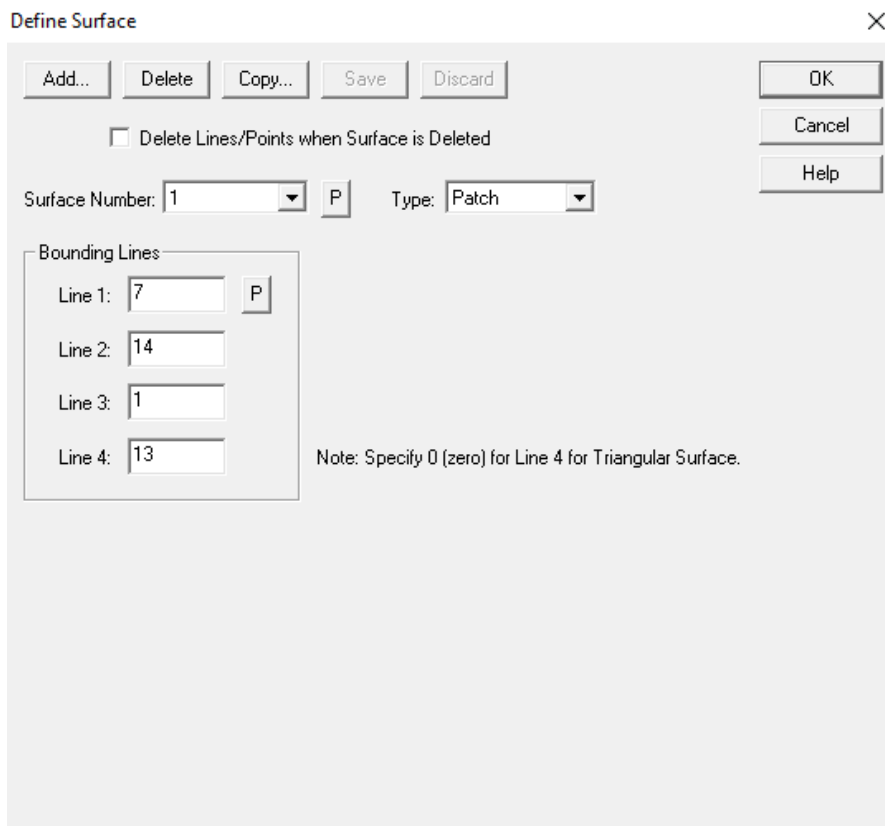 Define Surface
Add... Delete Copy... Save Discard OK
Cancel
Delete Lines/Points when Surface is Deleted
Help
Surface Number: 1 P Type: Patch
Bounding Lines
Line 1: 7 P
Line 2: 14
Line 3: 1
Line 4: 13 Note: Specify 0 (zero) for Line 4 for Triangular Surface.